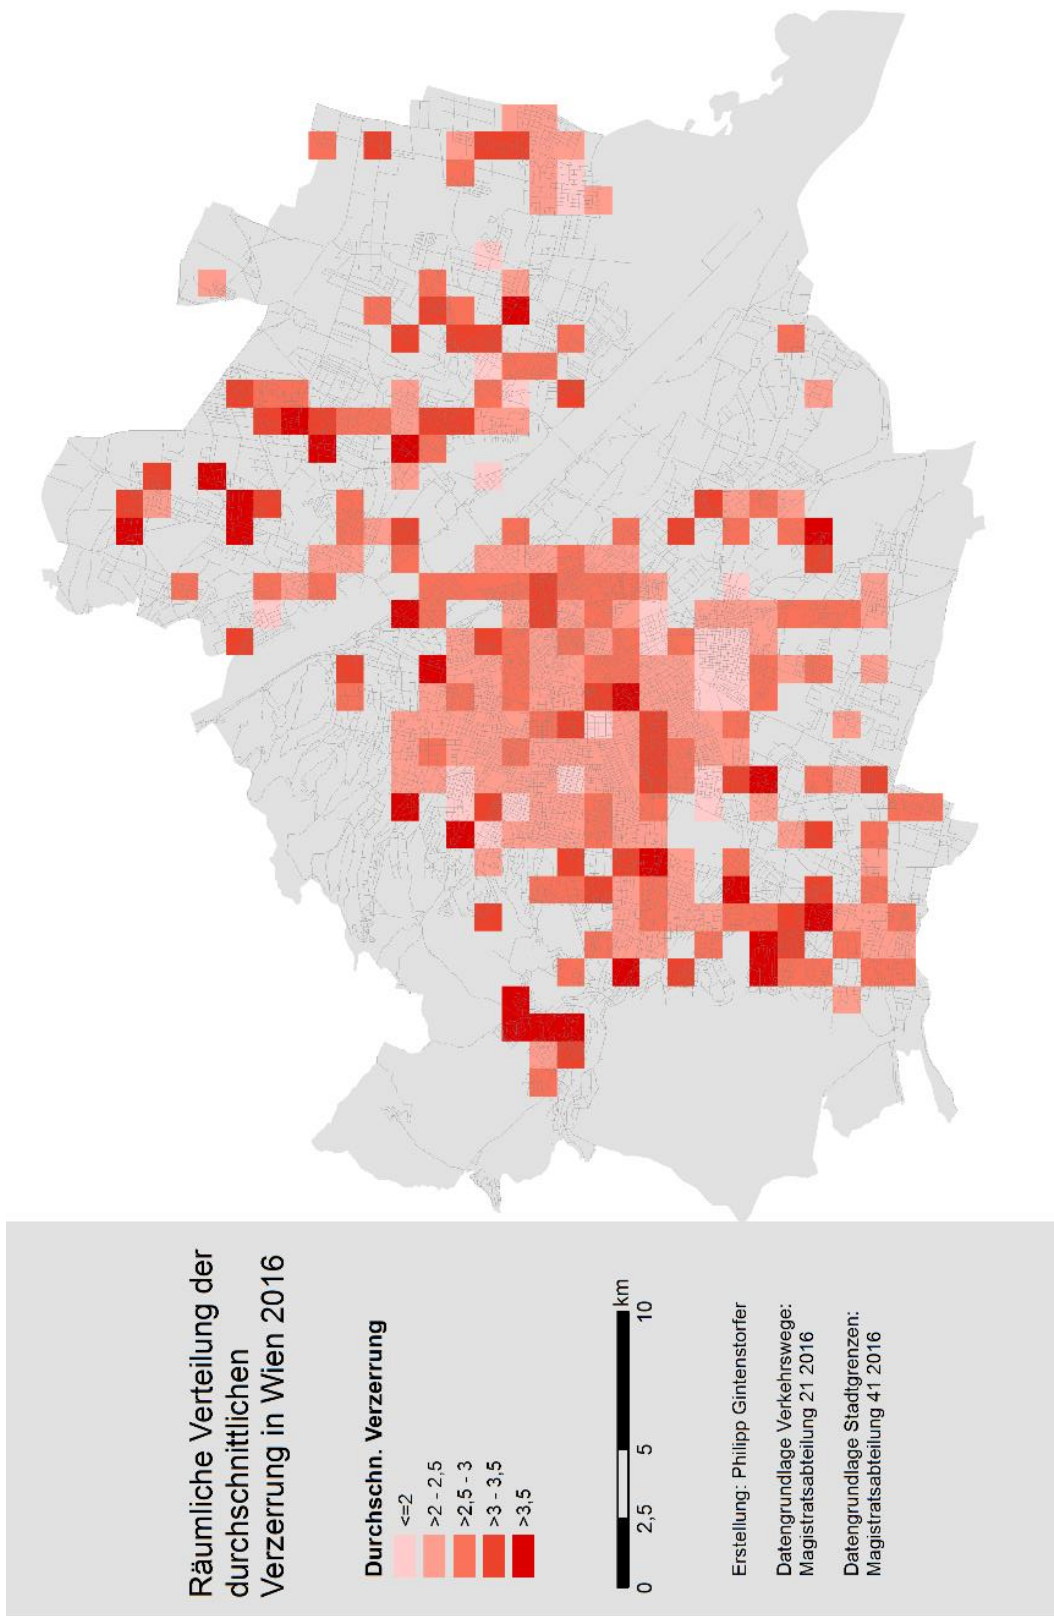 Räumliche Verteilung der
durchschnittlichen
Verzerrung in Wien 2016
Durchschn. Verzerrung
<=2
>2 - 2,5
>2,5 - 3
>3 - 3,5
>3,5
km
0 2,5 5 10
Erstellung: Philipp Gintenstorfer
Datengrundlage Verkehrswege:
Magistratsabteilung 21 2016
Datengrundlage Stadtgrenzen:
Magistratsabteilung 41 2016